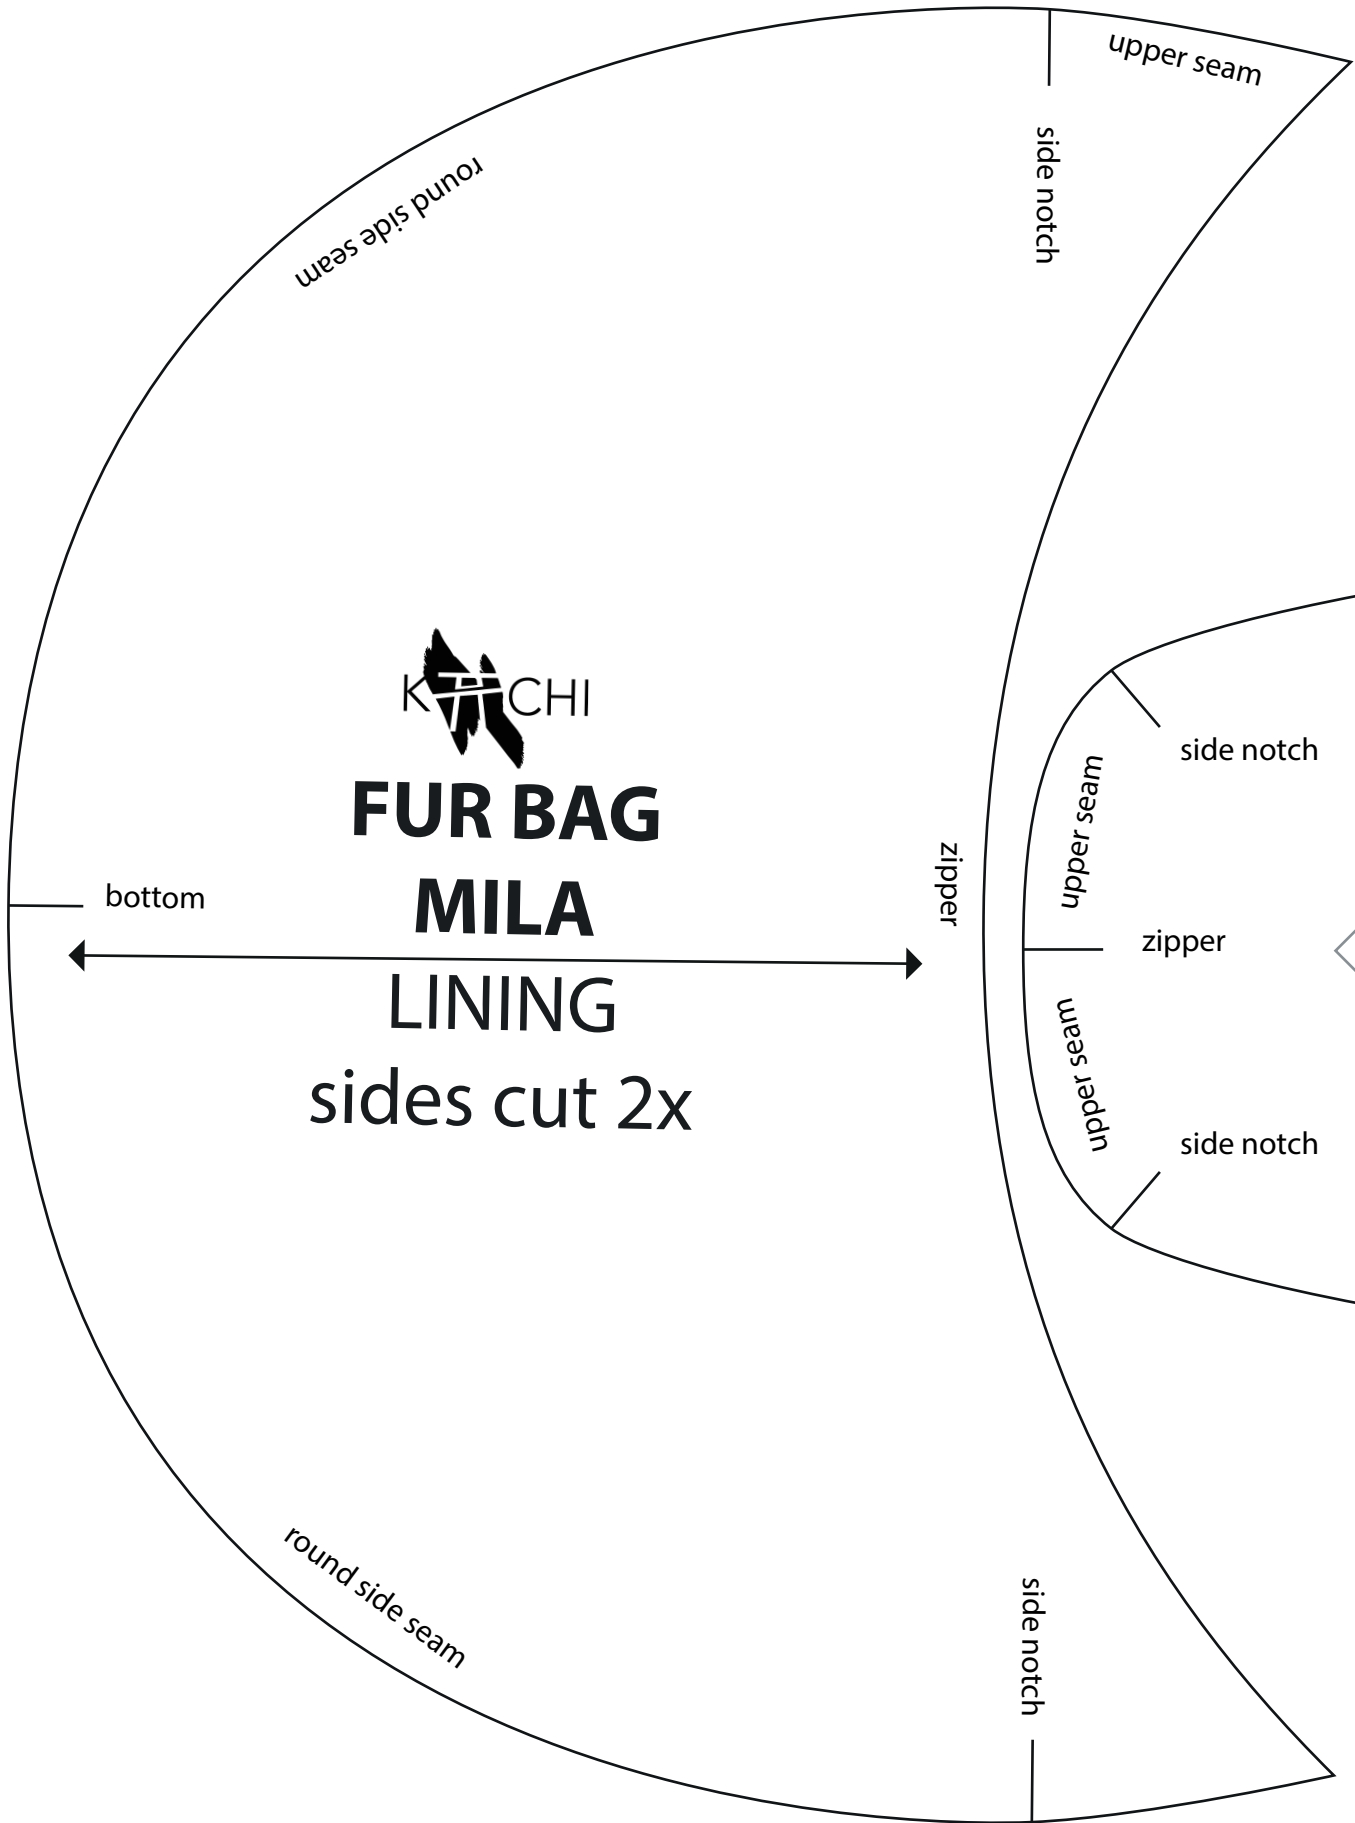 upper seam
side notch
round side seam
KATACHI
FUR BAG
MILA
LINING
sides cut 2x
bottom
zipper
side notch
upper seam
zipper
upper seam
side notch
round side seam
side notch